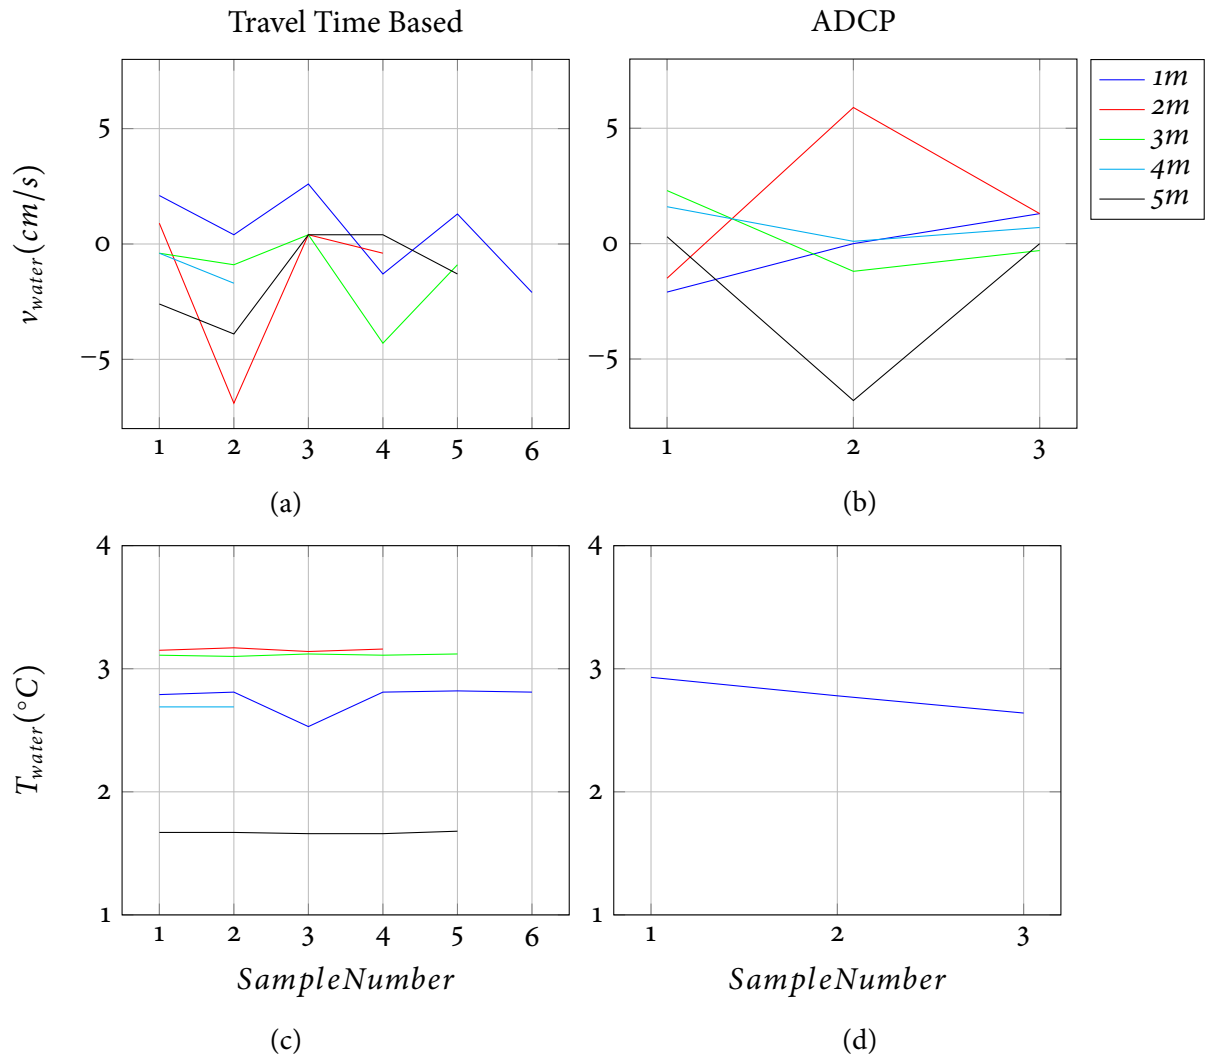 Travel Time Based
ADCP
v_water (cm/s)
5
0
−5
1 2 3 4 5 6
(a)
5
0
−5
1 2 3
(b)
1m
2m
3m
4m
5m
T_water (°C)
4
3
2
1
1 2 3 4 5 6
SampleNumber
(c)
4
3
2
1
1 2 3
SampleNumber
(d)